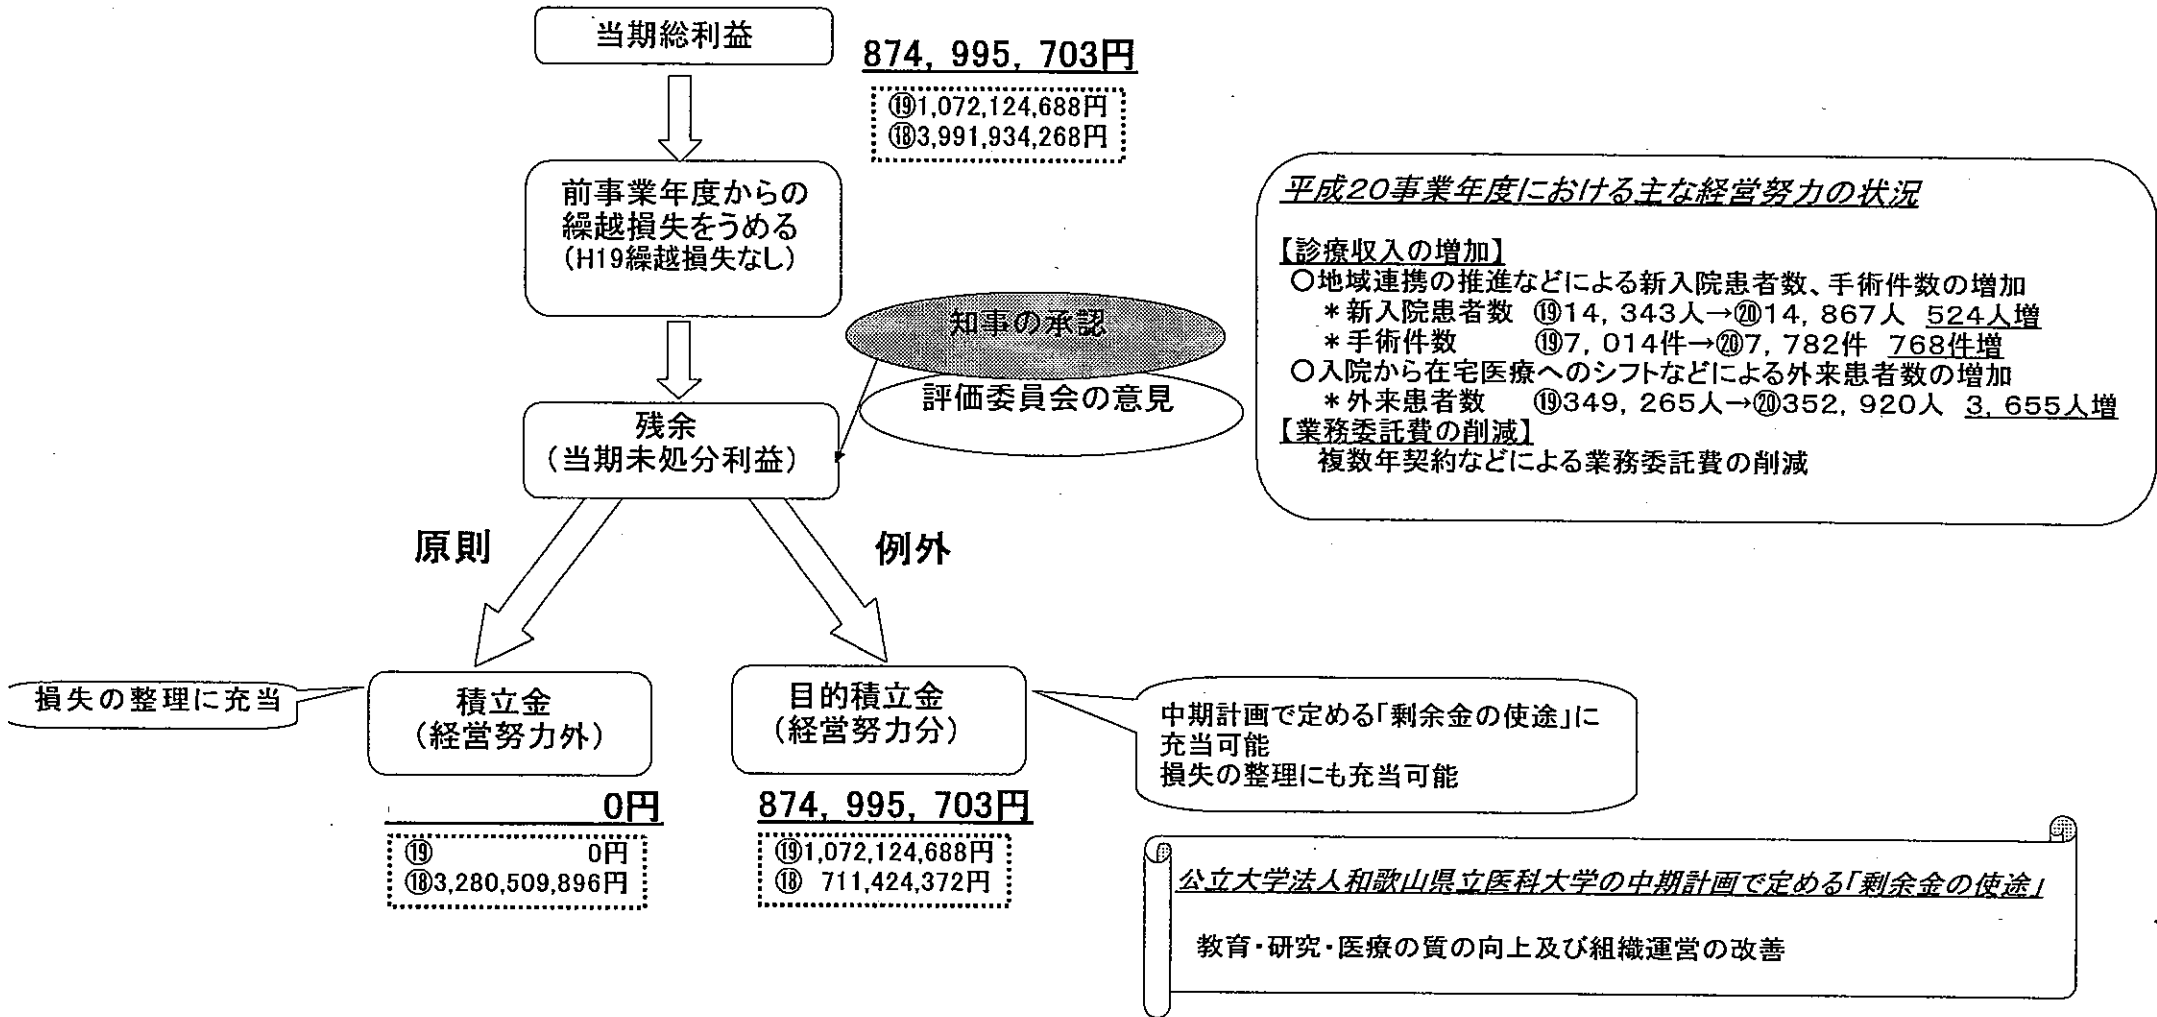 当期総利益
874, 995, 703円
⑲1,072,124,688円
⑱3,991,934,268円
前事業年度からの
繰越損失をうめる
(H19繰越損失なし)
知事の承認
評価委員会の意見
残余
(当期未処分利益)
平成20事業年度における主な経営努力の状況
【診療収入の増加】
○地域連携の推進などによる新入院患者数、手術件数の増加
＊新入院患者数 ⑲14, 343人→⑳14, 867人 524人増
＊手術件数 ⑲7, 014件→⑳7, 782件 768件増
○入院から在宅医療へのシフトなどによる外来患者数の増加
＊外来患者数 ⑲349, 265人→⑳352, 920人 3, 655人増
【業務委託費の削減】
複数年契約などによる業務委託費の削減
原則
例外
損失の整理に充当
積立金
(経営努力外)
0円
⑲ 0円
⑱3,280,509,896円
目的積立金
(経営努力分)
874, 995, 703円
⑲1,072,124,688円
⑱ 711,424,372円
中期計画で定める「剰余金の使途」に
充当可能
損失の整理にも充当可能
公立大学法人和歌山県立医科大学の中期計画で定める「剰余金の使途」
教育・研究・医療の質の向上及び組織運営の改善